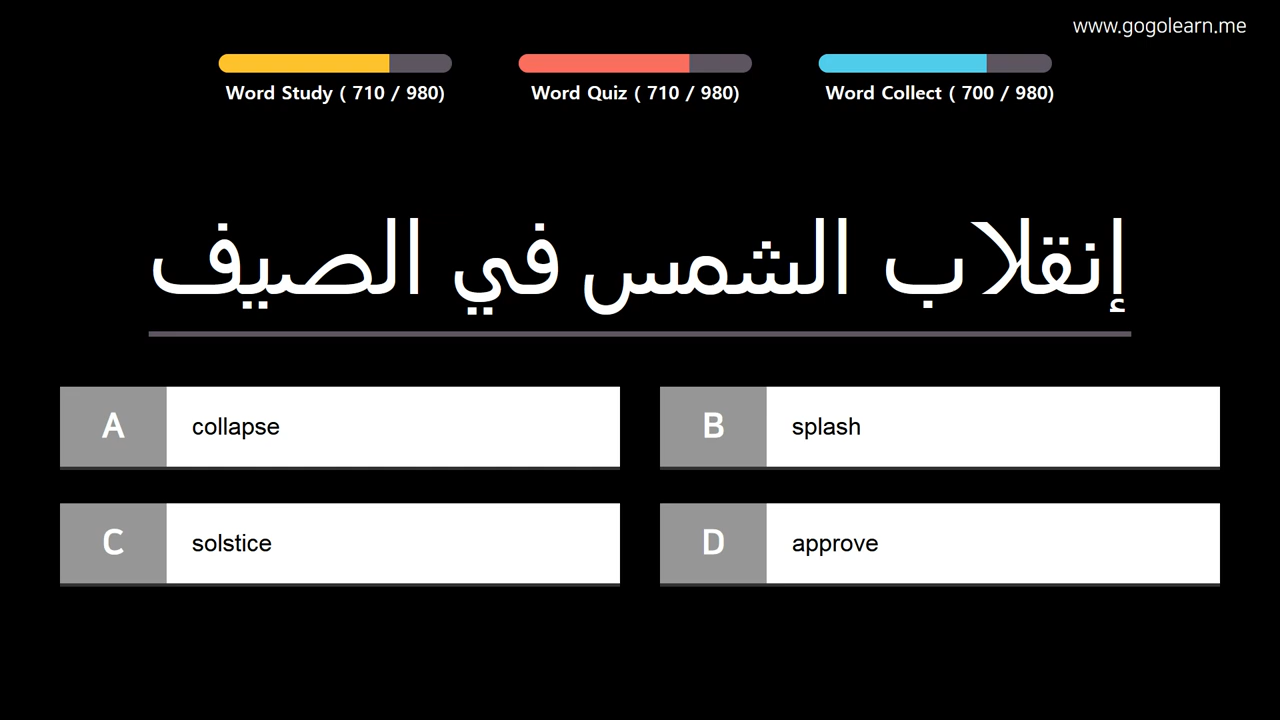 www.gogolearn.me
Word Study ( 710 / 980)
Word Quiz ( 710 / 980)
Word Collect ( 700 / 980)
إنقلاب الشمس في الصيف
A collapse
B splash
C solstice
D approve